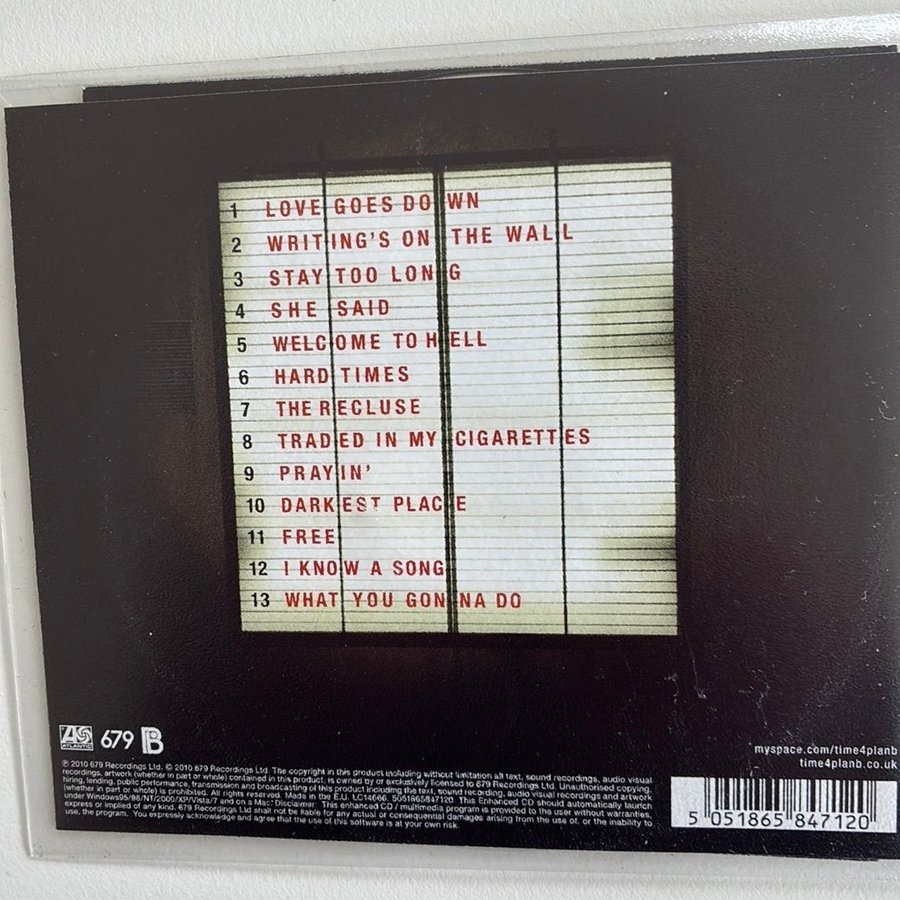 1 LOVE GOES DOWN
2 WRITING'S ON THE WALL
3 STAY TOO LONG
4 SHE SAID
5 WELCOME TO HELL
6 HARD TIMES
7 THE RECLUSE
8 TRADED IN MY CIGARETTES
9 PRAYIN'
10 DARKEST PLACE
11 FREE
12 I KNOW A SONG
13 WHAT YOU GONNA DO
ATLANTIC 679 B
myspace.com/time4planb
time4planb.co.uk
℗ 2010 679 Recordings Ltd. © 2010 679 Recordings Ltd. The copyright in this product including without limitation all text, sound recordings, audio visual
recordings, artwork (whether in part or whole) contained in this product, is owned by or exclusively licensed to 679 Recordings Ltd. Unauthorised copying,
hiring, lending, public performance, transmission and broadcasting of this product including the text, sound recording, audio visual recordings and artwork
(whether in part or whole) is prohibited. All rights reserved. Made in the E.U. LC14666. 5051865847120. This Enhanced CD should automatically launch
under Windows95/98/NT/2000/XP/Vista/7 and on a Mac. Disclaimer: This enhanced CD / multimedia program is provided to the user without warranties,
express or implied of any kind. 679 Recordings Ltd shall not be liable for any actual or consequential damages arising from the use of, or the inability to
use, the program. You expressly acknowledge and agree that the use of this software is at your own risk.
5 051865 847120